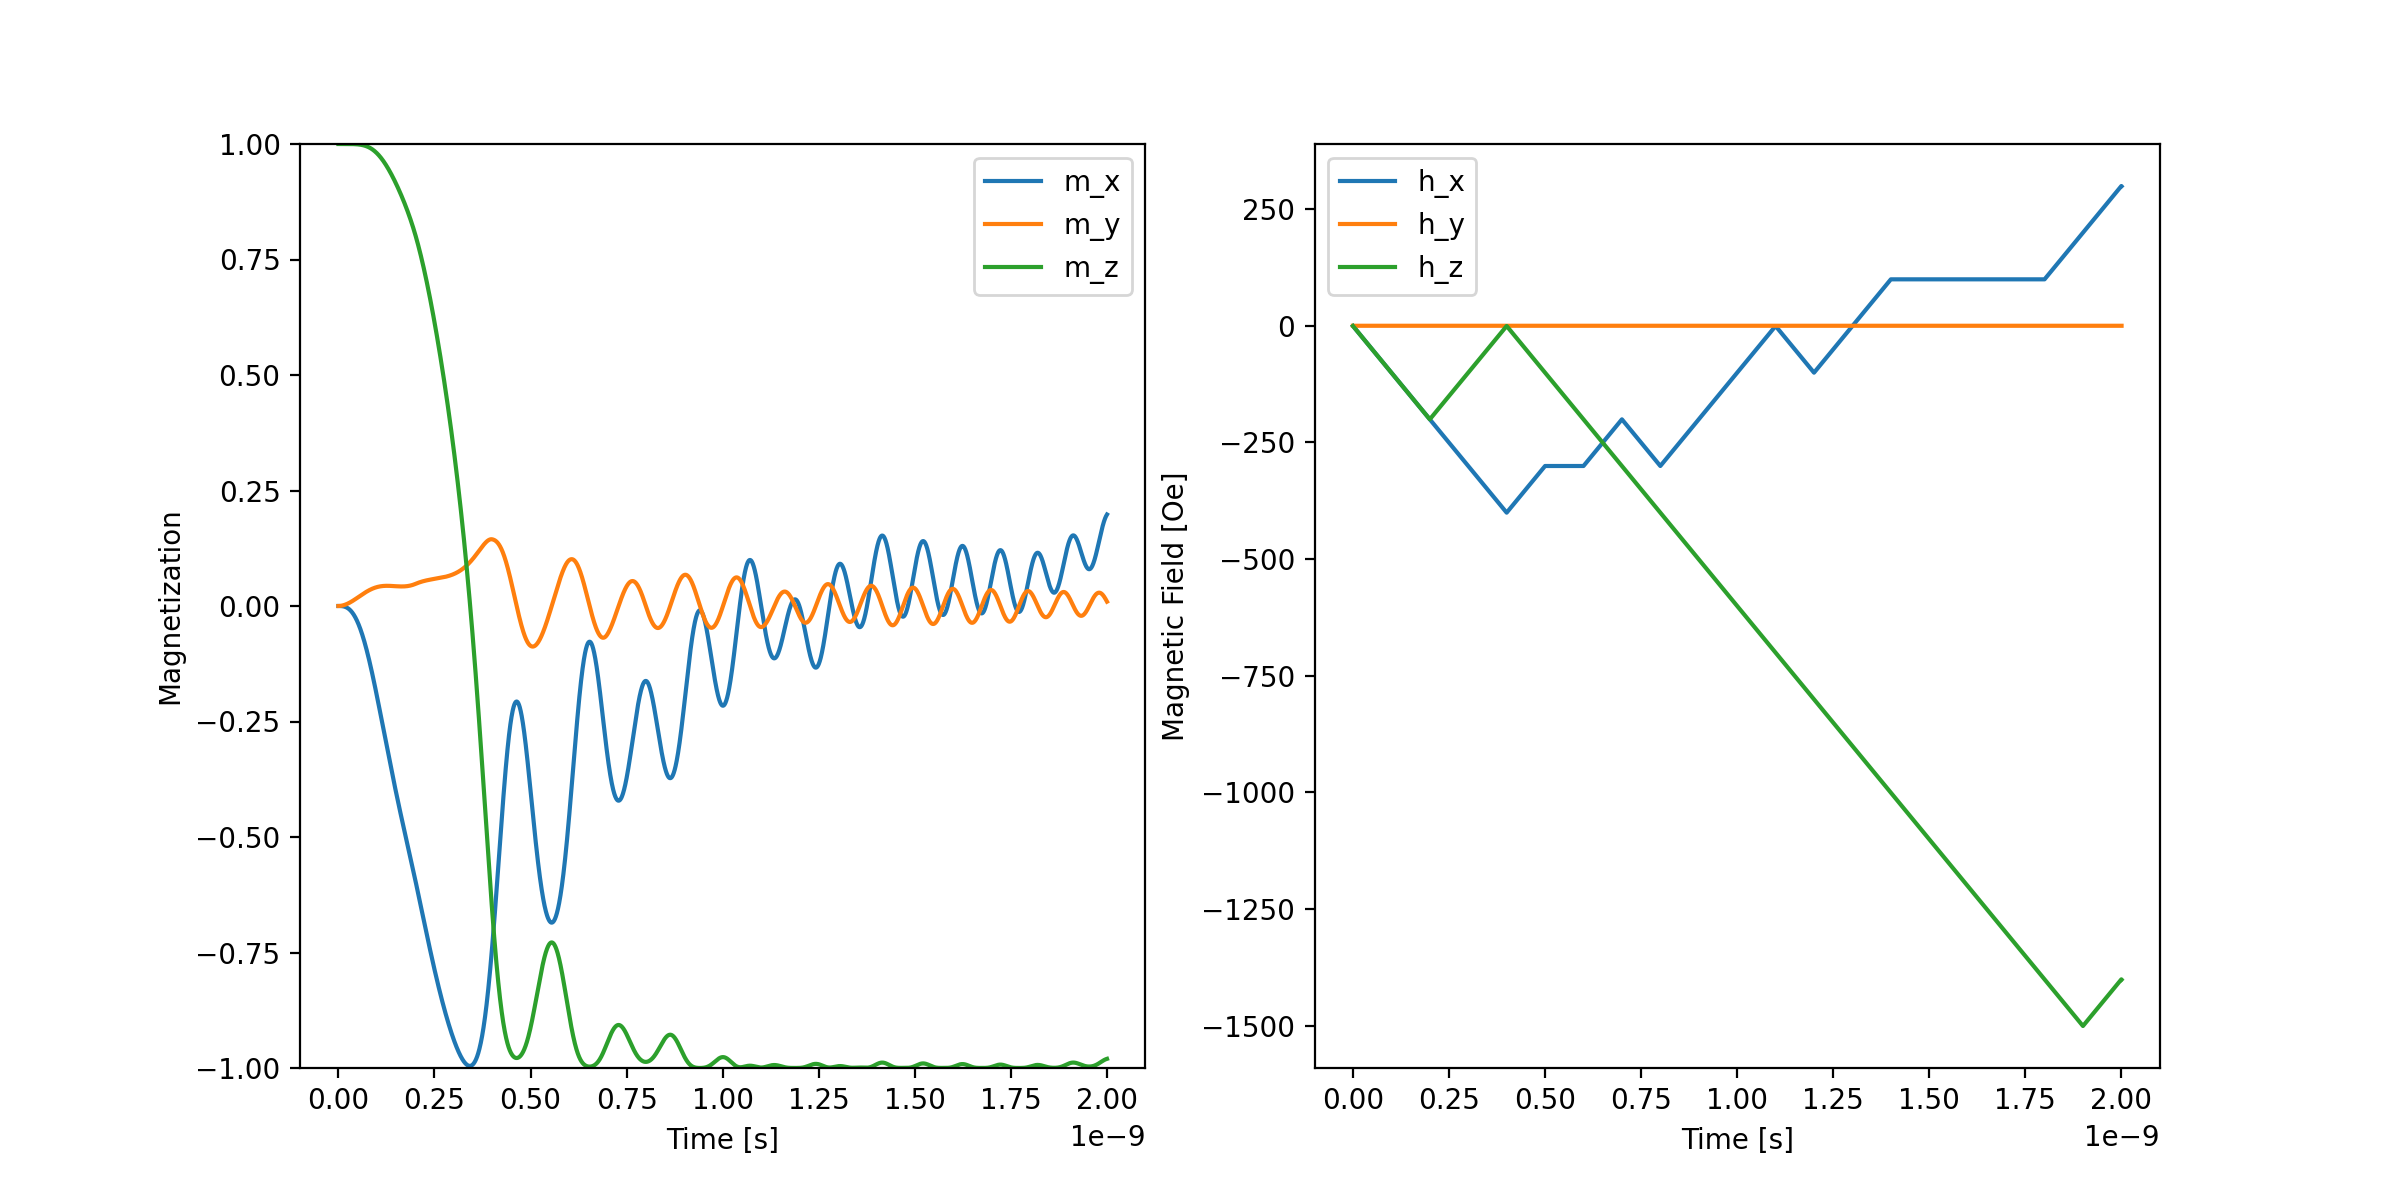 Magnetization
1.00
0.75
0.50
0.25
0.00
−0.25
−0.50
−0.75
−1.00
m_x
m_y
m_z
0.00 0.25 0.50 0.75 1.00 1.25 1.50 1.75 2.00
Time [s]
1e−9
Magnetic Field [Oe]
250
0
−250
−500
−750
−1000
−1250
−1500
h_x
h_y
h_z
0.00 0.25 0.50 0.75 1.00 1.25 1.50 1.75 2.00
Time [s]
1e−9